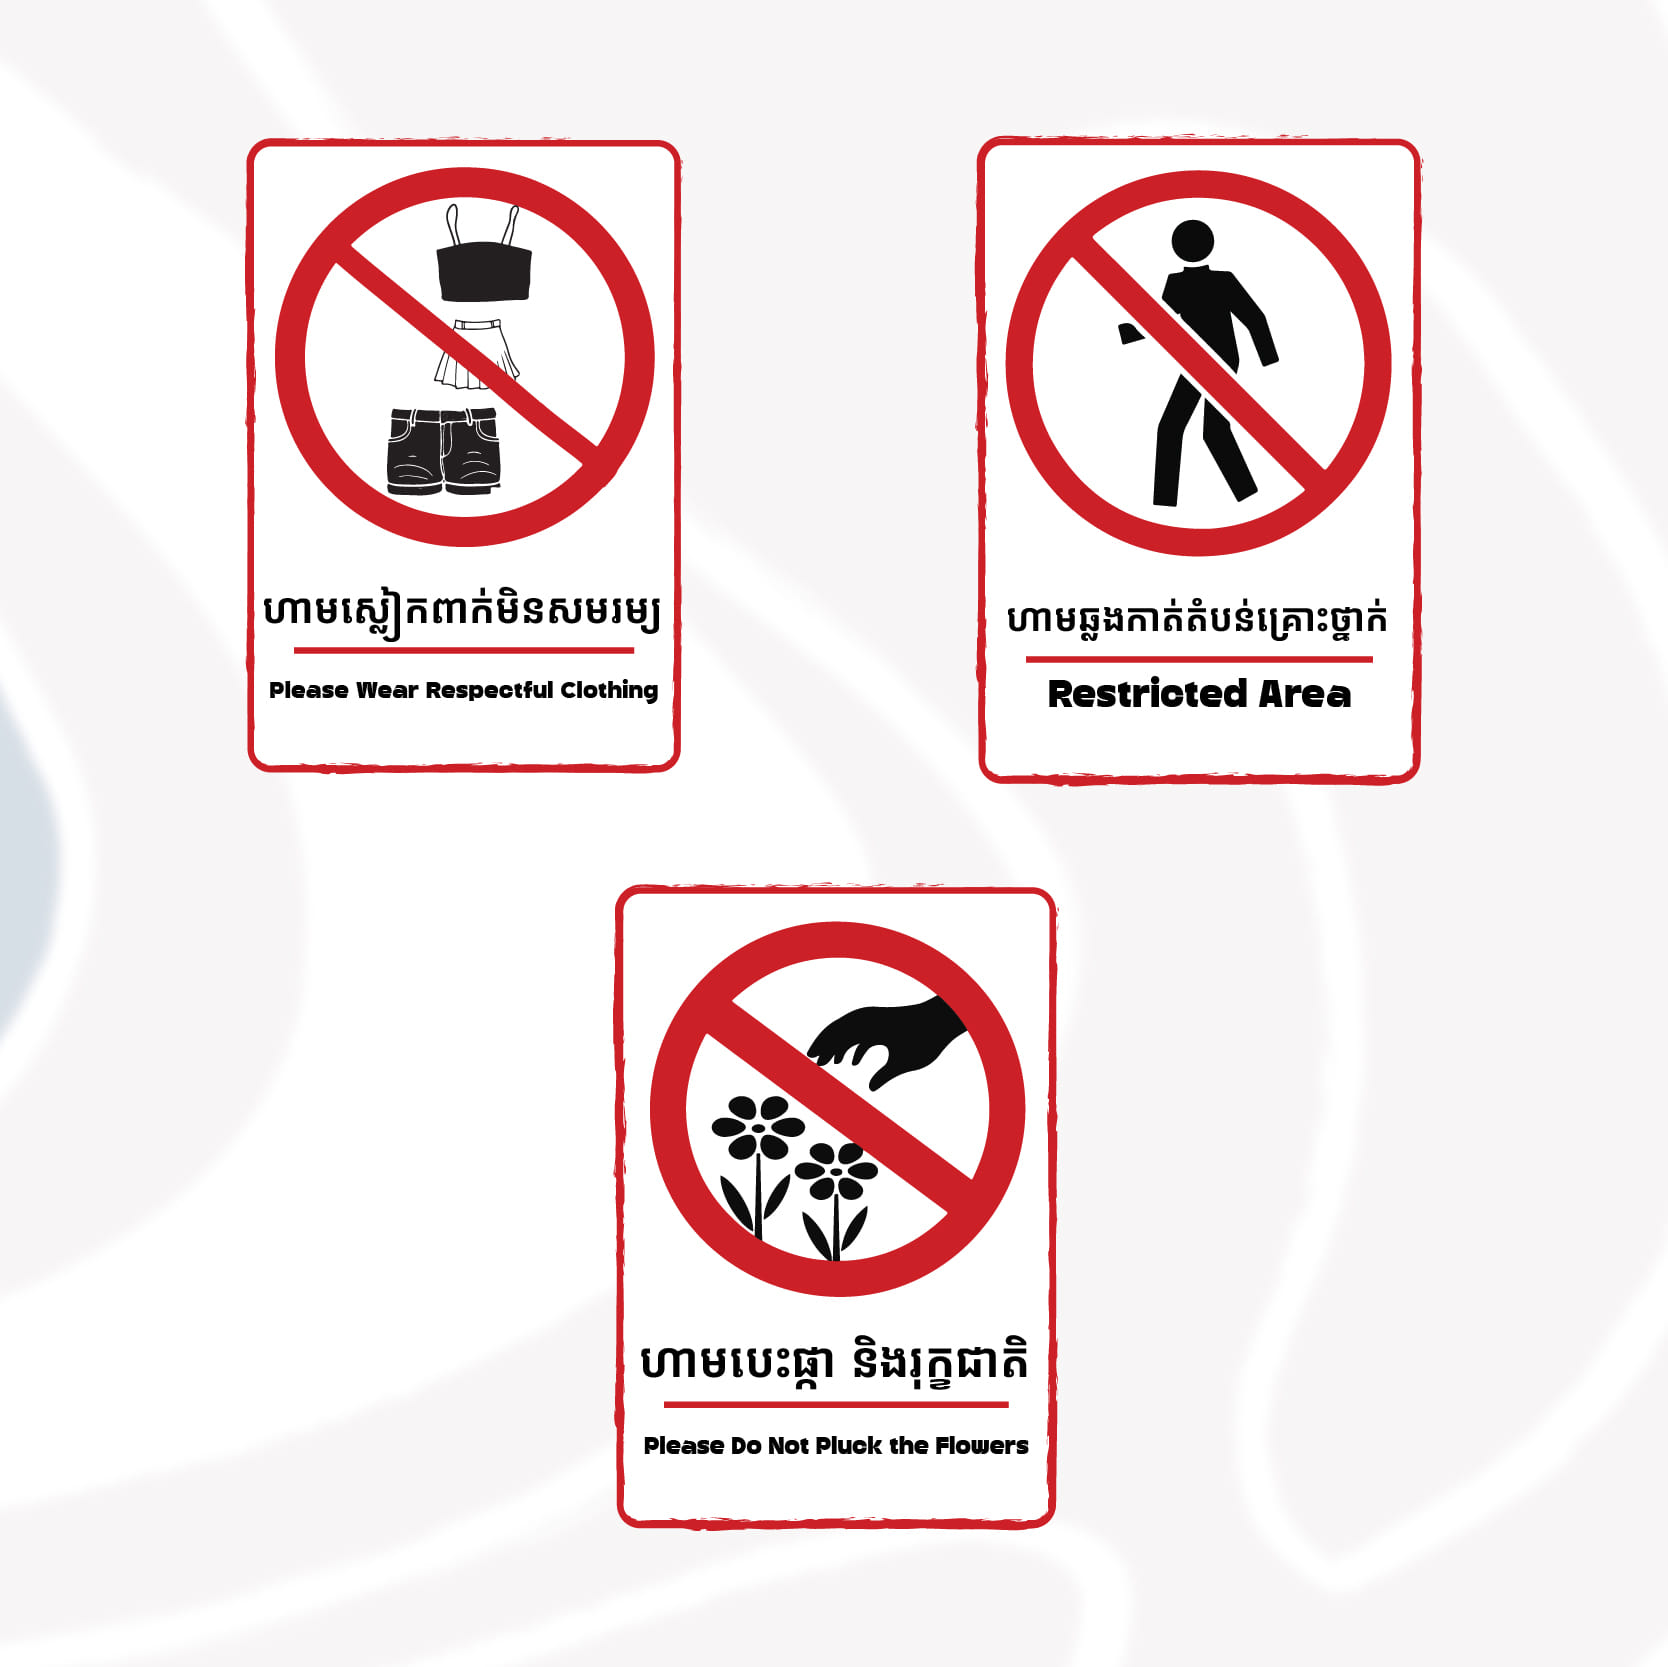 ហាមស្លៀកពាក់មិនសមរម្យ
Please Wear Respectful Clothing
ហាមឆ្លងកាត់តំបន់គ្រោះថ្នាក់
Restricted Area
ហាមបេះផ្កា និងរុក្ខជាតិ
Please Do Not Pluck the Flowers